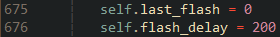 675 self.last_flash = 0
676 self.flash_delay = 200